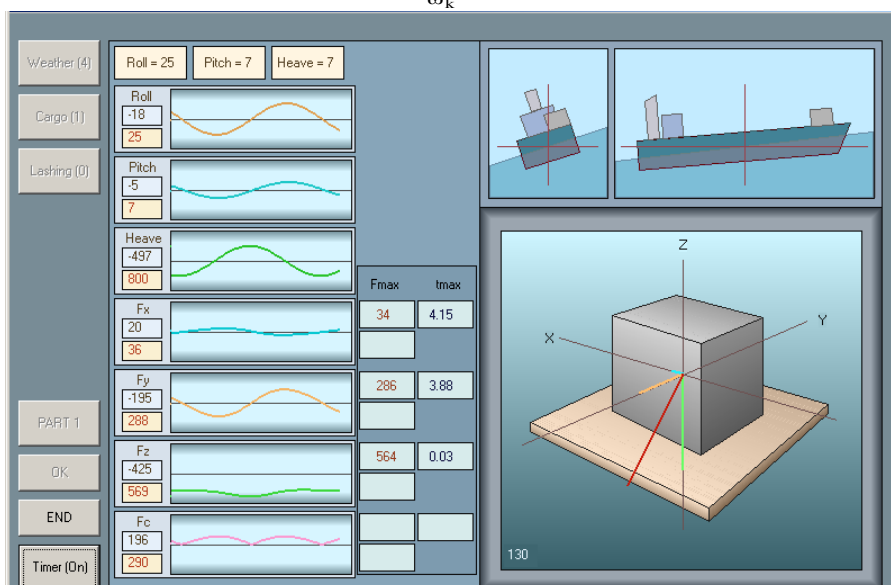 ω_k
Weather (4)
Cargo (1)
Lashing (0)
PART 1
OK
END
Timer (On)
Roll = 25
Pitch = 7
Heave = 7
Roll
-18
25
Pitch
-5
7
Heave
-497
800
Fmax
tmax
Fx
20
36
34
4.15
Fy
-195
288
286
3.88
Fz
-425
569
564
0.03
Fc
196
290
Z
Y
X
130